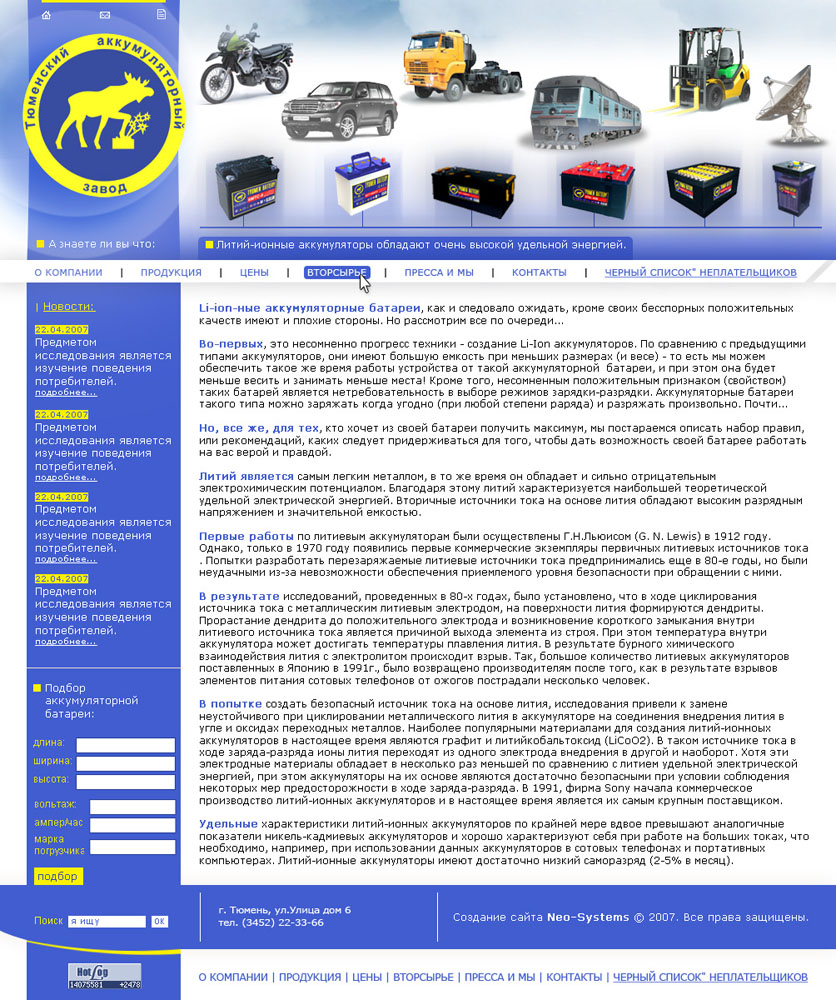 Тюменский аккумуляторный
завод
А знаете ли вы что:
Литий-ионные аккумуляторы обладают очень высокой удельной энергией.
О КОМПАНИИ | ПРОДУКЦИЯ | ЦЕНЫ | ВТОРСЫРЬЕ | ПРЕССА И МЫ | КОНТАКТЫ | ЧЕРНЫЙ СПИСОК" НЕПЛАТЕЛЬЩИКОВ
| Новости:
22.04.2007
Предметом
исследования является
изучение поведения
потребителей.
подробнее...
22.04.2007
Предметом
исследования является
изучение поведения
потребителей.
подробнее...
22.04.2007
Предметом
исследования является
изучение поведения
потребителей.
подробнее...
22.04.2007
Предметом
исследования является
изучение поведения
потребителей.
подробнее...
Подбор
аккумуляторной
батареи:
длина:
ширина:
высота:
вольтаж:
ампер/час
марка
погрузчика
подбор
Li-ion-ные аккумуляторные батареи, как и следовало ожидать, кроме своих бесспорных положительных
качеств имеют и плохие стороны. Но рассмотрим все по очереди...
Во-первых, это несомненно прогресс техники - создание Li-Ion аккумуляторов. По сравнению с предыдущими
типами аккумуляторов, они имеют большую емкость при меньших размерах (и весе) - то есть мы можем
обеспечить такое же время работы устройства от такой аккумуляторной батареи, и при этом она будет
меньше весить и занимать меньше места! Кроме того, несомненным положительным признаком (свойством)
таких батарей является нетребовательность в выборе режимов зарядки-разрядки. Аккумуляторные батареи
такого типа можно заряжать когда угодно (при любой степени раряда) и разряжать произвольно. Почти...
Но, все же, для тех, кто хочет из своей батареи получить максимум, мы постараемся описать набор правил,
или рекомендаций, каких следует придерживаться для того, чтобы дать возможность своей батарее работать
на вас верой и правдой.
Литий является самым легким металлом, в то же время он обладает и сильно отрицательным
электрохимическим потенциалом. Благодаря этому литий характеризуется наибольшей теоретической
удельной электрической энергией. Вторичные источники тока на основе лития обладают высоким разрядным
напряжением и значительной емкостью.
Первые работы по литиевым аккумуляторам были осуществлены Г.Н.Льюисом (G. N. Lewis) в 1912 году.
Однако, только в 1970 году появились первые коммерческие экземпляры первичных литиевых источников тока
. Попытки разработать перезаряжаемые литиевые источники тока предпринимались еще в 80-е годы, но были
неудачными из-за невозможности обеспечения приемлемого уровня безопасности при обращении с ними.
В результате исследований, проведенных в 80-х годах, было установлено, что в ходе циклирования
источника тока с металлическим литиевым электродом, на поверхности лития формируются дендриты.
Прорастание дендрита до положительного электрода и возникновение короткого замыкания внутри
литиевого источника тока является причиной выхода элемента из строя. При этом температура внутри
аккумулятора может достигать температуры плавления лития. В результате бурного химического
взаимодействия лития с электролитом происходит взрыв. Так, большое количество литиевых аккумуляторов
поставленных в Японию в 1991г., было возвращено производителям после того, как в результате взрывов
элементов питания сотовых телефонов от ожогов пострадали несколько человек.
В попытке создать безопасный источник тока на основе лития, исследования привели к замене
неустойчивого при циклировании металлического лития в аккумуляторе на соединения внедрения лития в
угле и оксидах переходных металлов. Наиболее популярными материалами для создания литий-ионоых
аккумуляторов в настоящее время являются графит и литийкобальтоксид (LiCoO2). В таком источнике тока в
ходе заряда-разряда ионы лития переходят из одного электрода внедрения в другой и наоборот. Хотя эти
электродные материалы обладает в несколько раз меньшей по сравнению с литием удельной электрической
энергией, при этом аккумуляторы на их основе являются достаточно безопасными при условии соблюдения
некоторых мер предосторожности в ходе заряда-разряда. В 1991, фирма Sony начала коммерческое
производство литий-ионных аккумуляторов и в настоящее время является их самым крупным поставщиком.
Удельные характеристики литий-ионных аккумуляторов по крайней мере вдвое превышают аналогичные
показатели никель-кадмиевых аккумуляторов и хорошо характеризуют себя при работе на больших токах, что
необходимо, например, при использовании данных аккумуляторов в сотовых телефонах и портативных
компьютерах. Литий-ионные аккумуляторы имеют достаточно низкий саморазряд (2-5% в месяц).
Поиск я ищу ок
г. Тюмень, ул.Улица дом 6
тел. (3452) 22-33-66
Создание сайта Neo-Systems © 2007. Все права защищены.
HotLog
14075581 +2478
О КОМПАНИИ | ПРОДУКЦИЯ | ЦЕНЫ | ВТОРСЫРЬЕ | ПРЕССА И МЫ | КОНТАКТЫ | ЧЕРНЫЙ СПИСОК" НЕПЛАТЕЛЬЩИКОВ